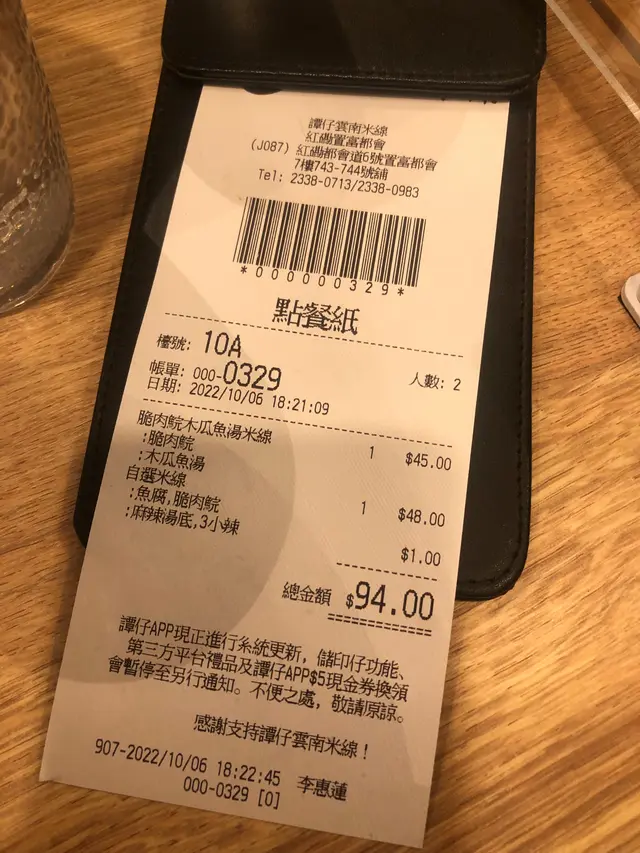 譚仔雲南米線
紅磡置富都會
(J087) 紅磡都會道6號置富都會
7樓743-744號舖
Tel: 2338-0713/2338-0983
*000000329*
點餐紙
檯號: 10A
人數: 2
帳單: 000-0329
日期: 2022/10/06 18:21:09
脆肉鯇木瓜魚湯米線 1 $45.00
:脆肉鯇
:木瓜魚湯
自選米線 1 $48.00
:魚腐,脆肉鯇
:麻辣湯底,3小辣
$1.00
總金額 $94.00
譚仔APP現正進行系統更新, 儲印仔功能、
第三方平台禮品及譚仔APP$5現金券換領
會暫停至另行通知。不便之處, 敬請原諒。
感謝支持譚仔雲南米線!
907-2022/10/06 18:22:45 李惠蓮
000-0329 [0]